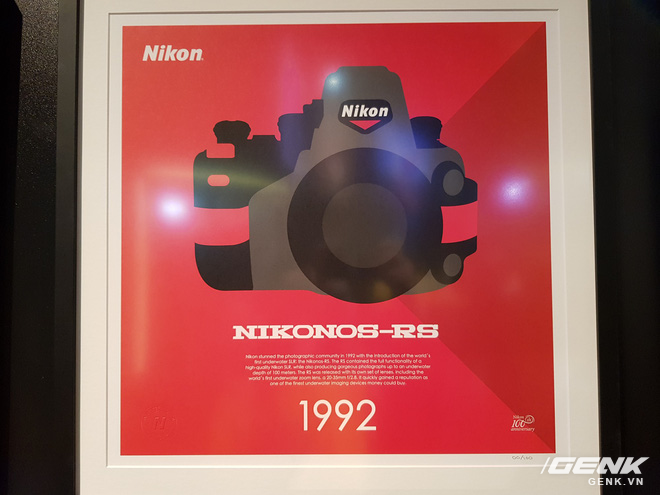 Nikon
Nikon
NIKONOS-RS
Nikon stunned the photographic community in 1992 with the introduction of the world's
first underwater SLR, the Nikonos-RS. The RS contained the full functionality of a
high-quality Nikon SLR, while also producing gorgeous photographs up to an underwater
depth of 100 meters. The RS was released with its own set of lenses, including the
world's first underwater zoom lens, a 20-35mm f/2.8. It quickly gained a reputation as
one of the finest underwater imaging devices money could buy.
1992
Nikon
100th
anniversary
GENK
GENK.VN